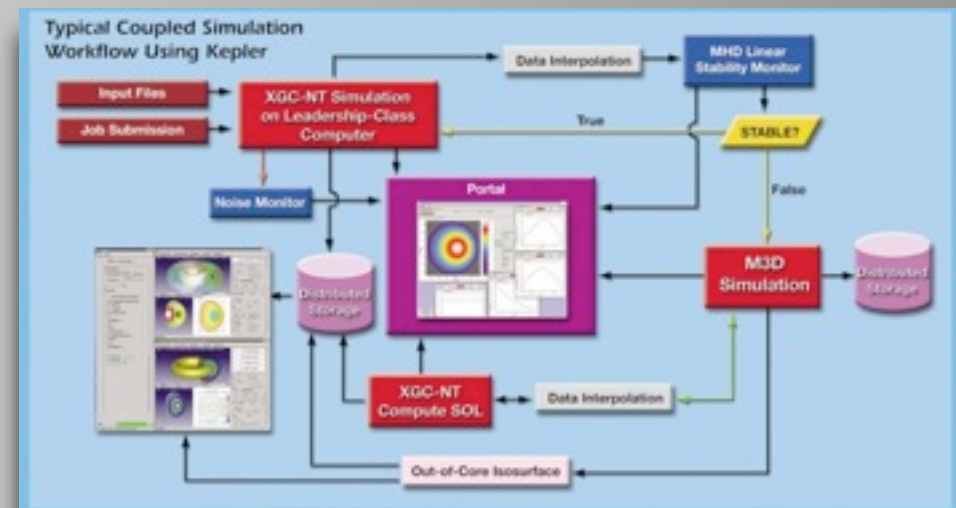 Typical Coupled Simulation
Workflow Using Kepler
Input Files
Job Submission
XGC-NT Simulation
on Leadership-Class
Computer
Data Interpolation
MHD Linear
Stability Monitor
True
STABLE?
False
Noise Monitor
Portal
Distributed
Storage
M3D
Simulation
Distributed
Storage
XGC-NT
Compute SOL
Data Interpolation
Out-of-Core Isosurface